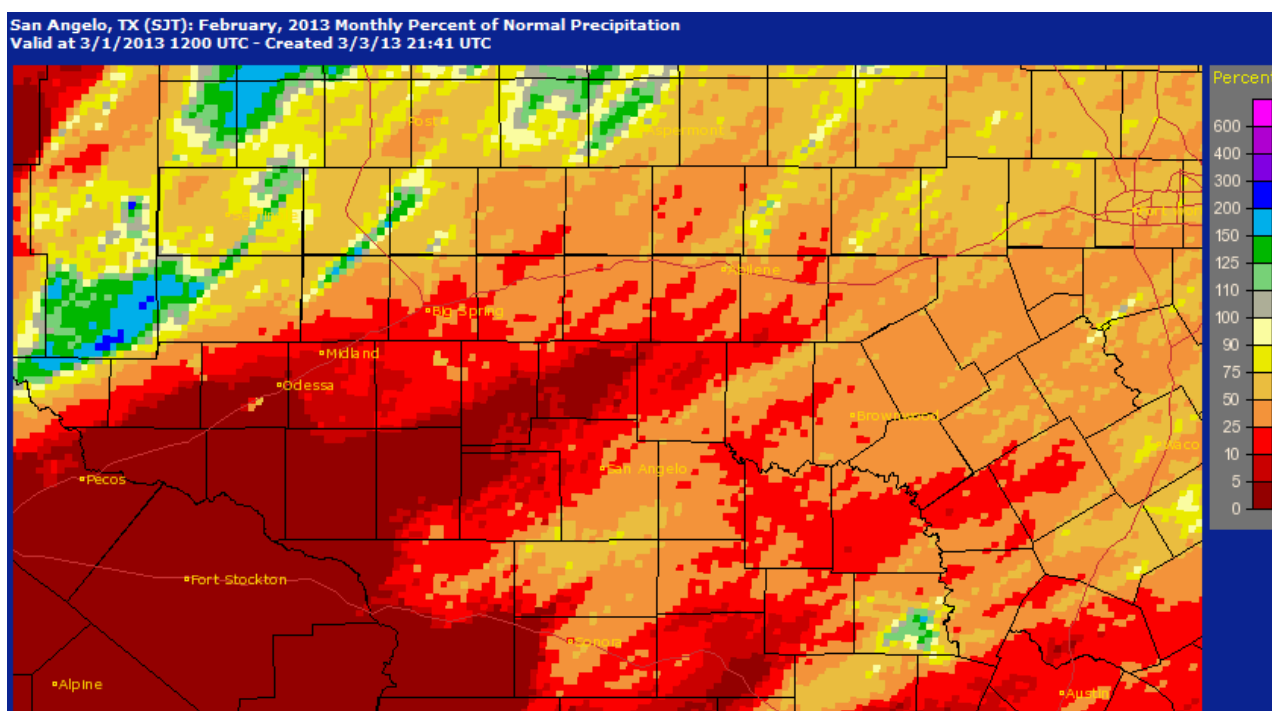 San Angelo, TX (SJT): February, 2013 Monthly Percent of Normal Precipitation
Valid at 3/1/2013 1200 UTC - Created 3/3/13 21:41 UTC
Percent
600
400
300
200
150
125
110
100
90
75
50
25
10
5
0
Post
Aspermont
Abilene
Big Spring
Midland
Odessa
Brownwood
Waco
San Angelo
Pecos
Fort Stockton
Sonora
Alpine
Austin